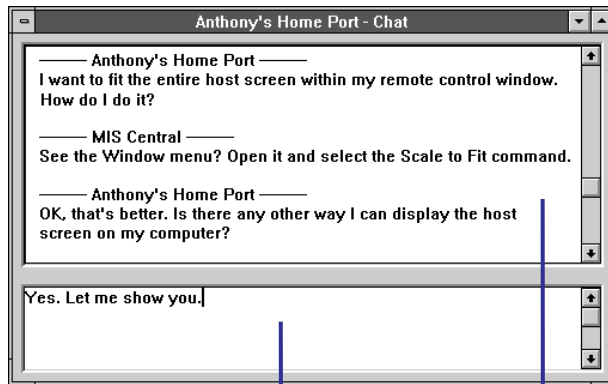 Anthony's Home Port - Chat
Anthony's Home Port
I want to fit the entire host screen within my remote control window.
How do I do it?
MIS Central
See the Window menu? Open it and select the Scale to Fit command.
Anthony's Home Port
OK, that's better. Is there any other way I can display the host
screen on my computer?
Yes. Let me show you.